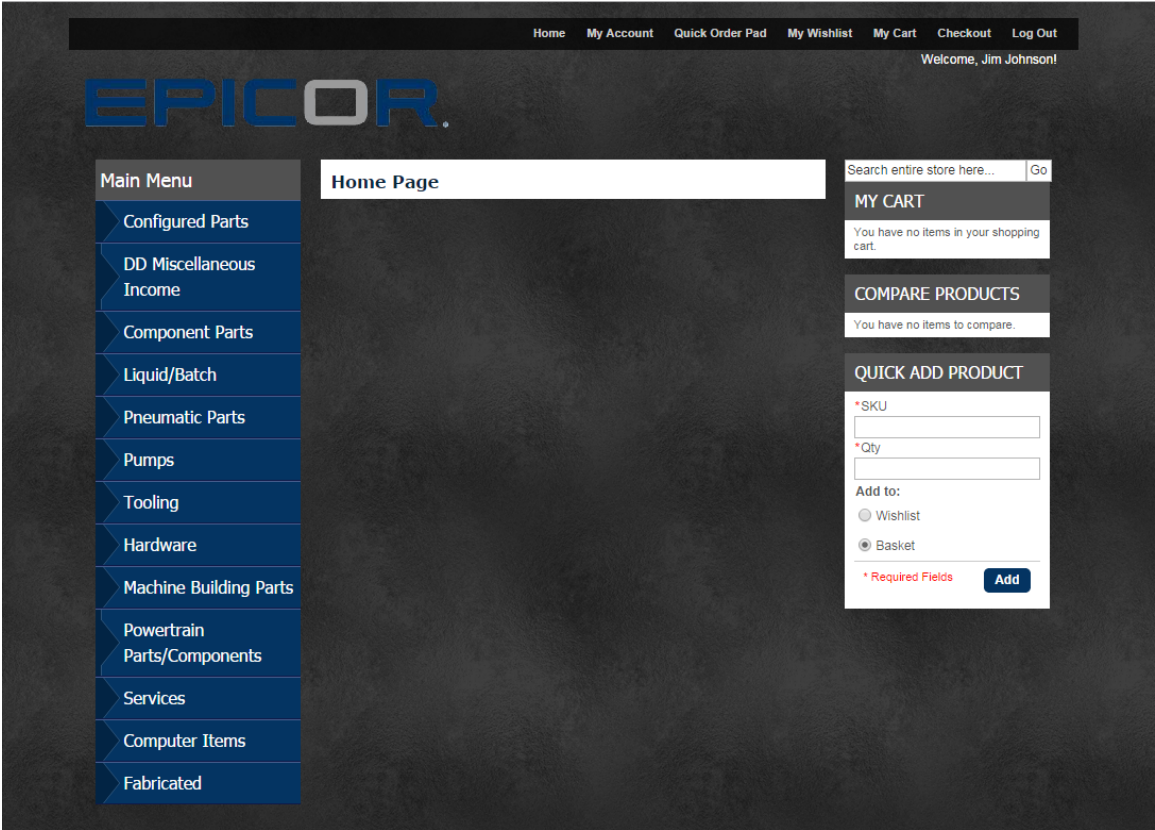 Home My Account Quick Order Pad My Wishlist My Cart Checkout Log Out
Welcome, Jim Johnson!
EPICOR.
Main Menu
Configured Parts
DD Miscellaneous
Income
Component Parts
Liquid/Batch
Pneumatic Parts
Pumps
Tooling
Hardware
Machine Building Parts
Powertrain
Parts/Components
Services
Computer Items
Fabricated
Home Page
Search entire store here... Go
MY CART
You have no items in your shopping
cart.
COMPARE PRODUCTS
You have no items to compare.
QUICK ADD PRODUCT
*SKU
*Qty
Add to:
Wishlist
Basket
* Required Fields Add